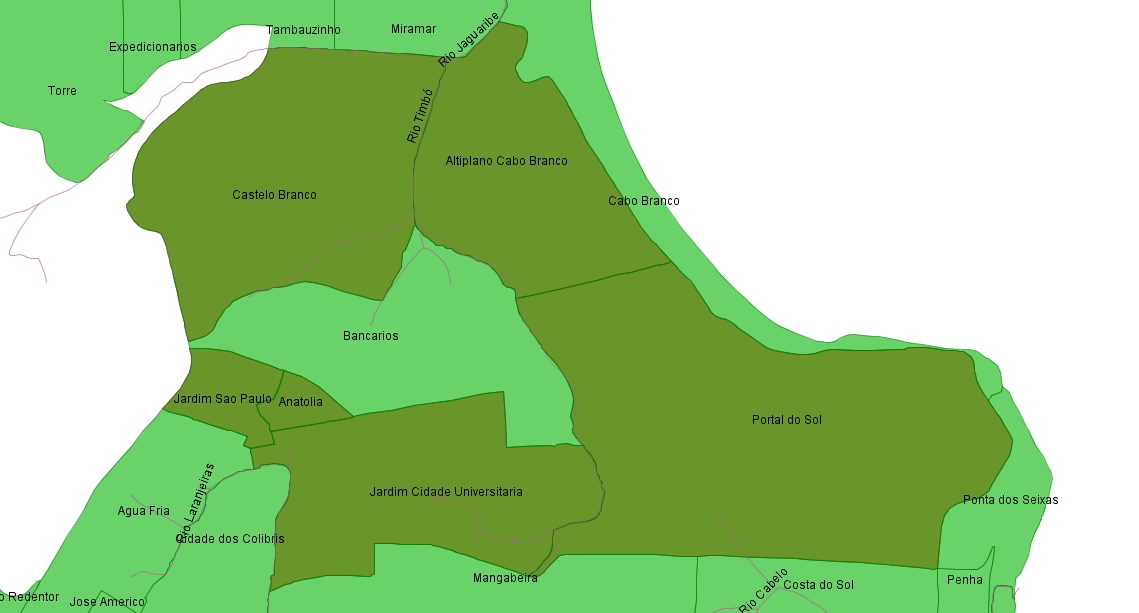 Tambauzinho
Miramar
Rio Jaguaribe
Expedicionarios
Torre
Rio Timbó
Altiplano Cabo Branco
Castelo Branco
Cabo Branco
Bancarios
Jardim Sao Paulo
Anatolia
Portal do Sol
Jardim Cidade Universitaria
Ponta dos Seixas
Rio Laranjeiras
Agua Fria
Cidade dos Colibris
Mangabeira
Penha
Costa do Sol
Rio Cabelo
o Redentor
Jose Americo